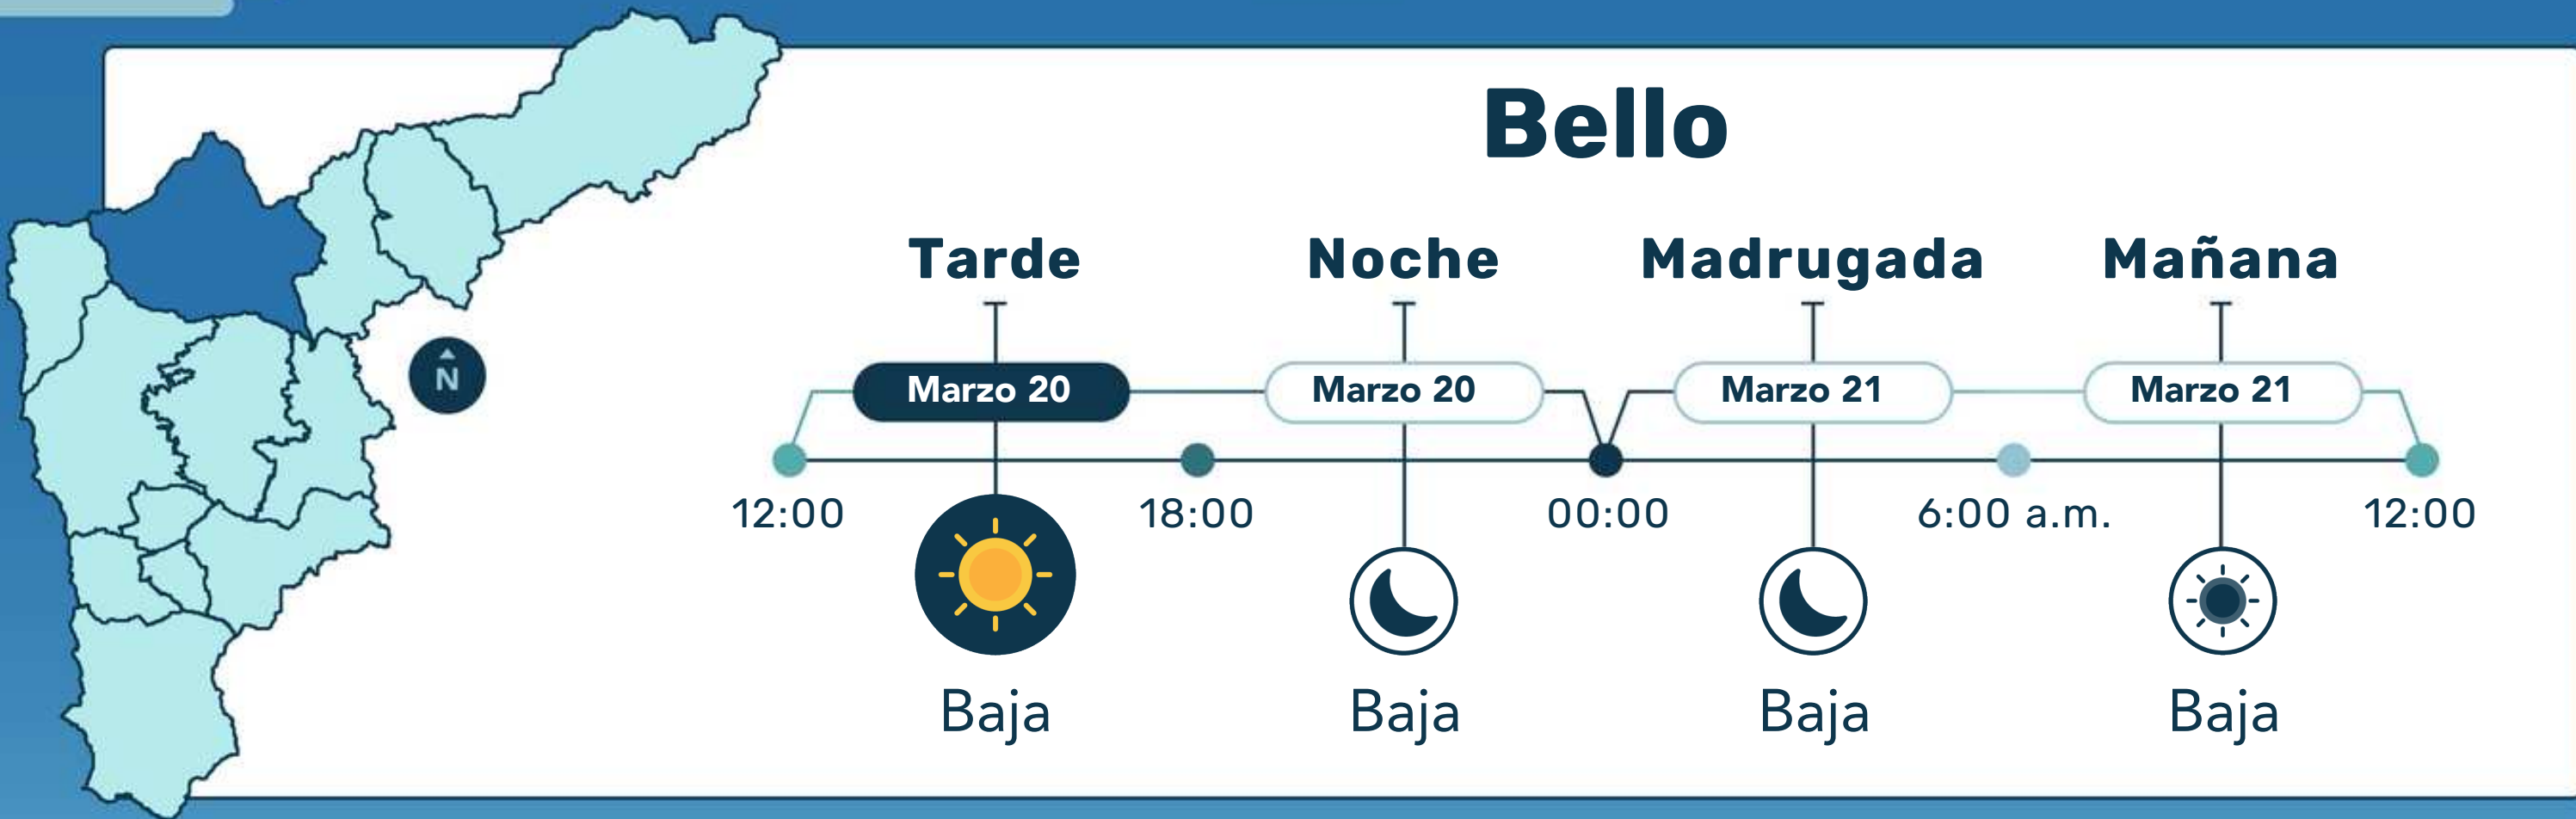 Bello
Tarde Noche Madrugada Mañana
Marzo 20 Marzo 20 Marzo 21 Marzo 21
N
12:00 18:00 00:00 6:00 a.m. 12:00
Baja Baja Baja Baja